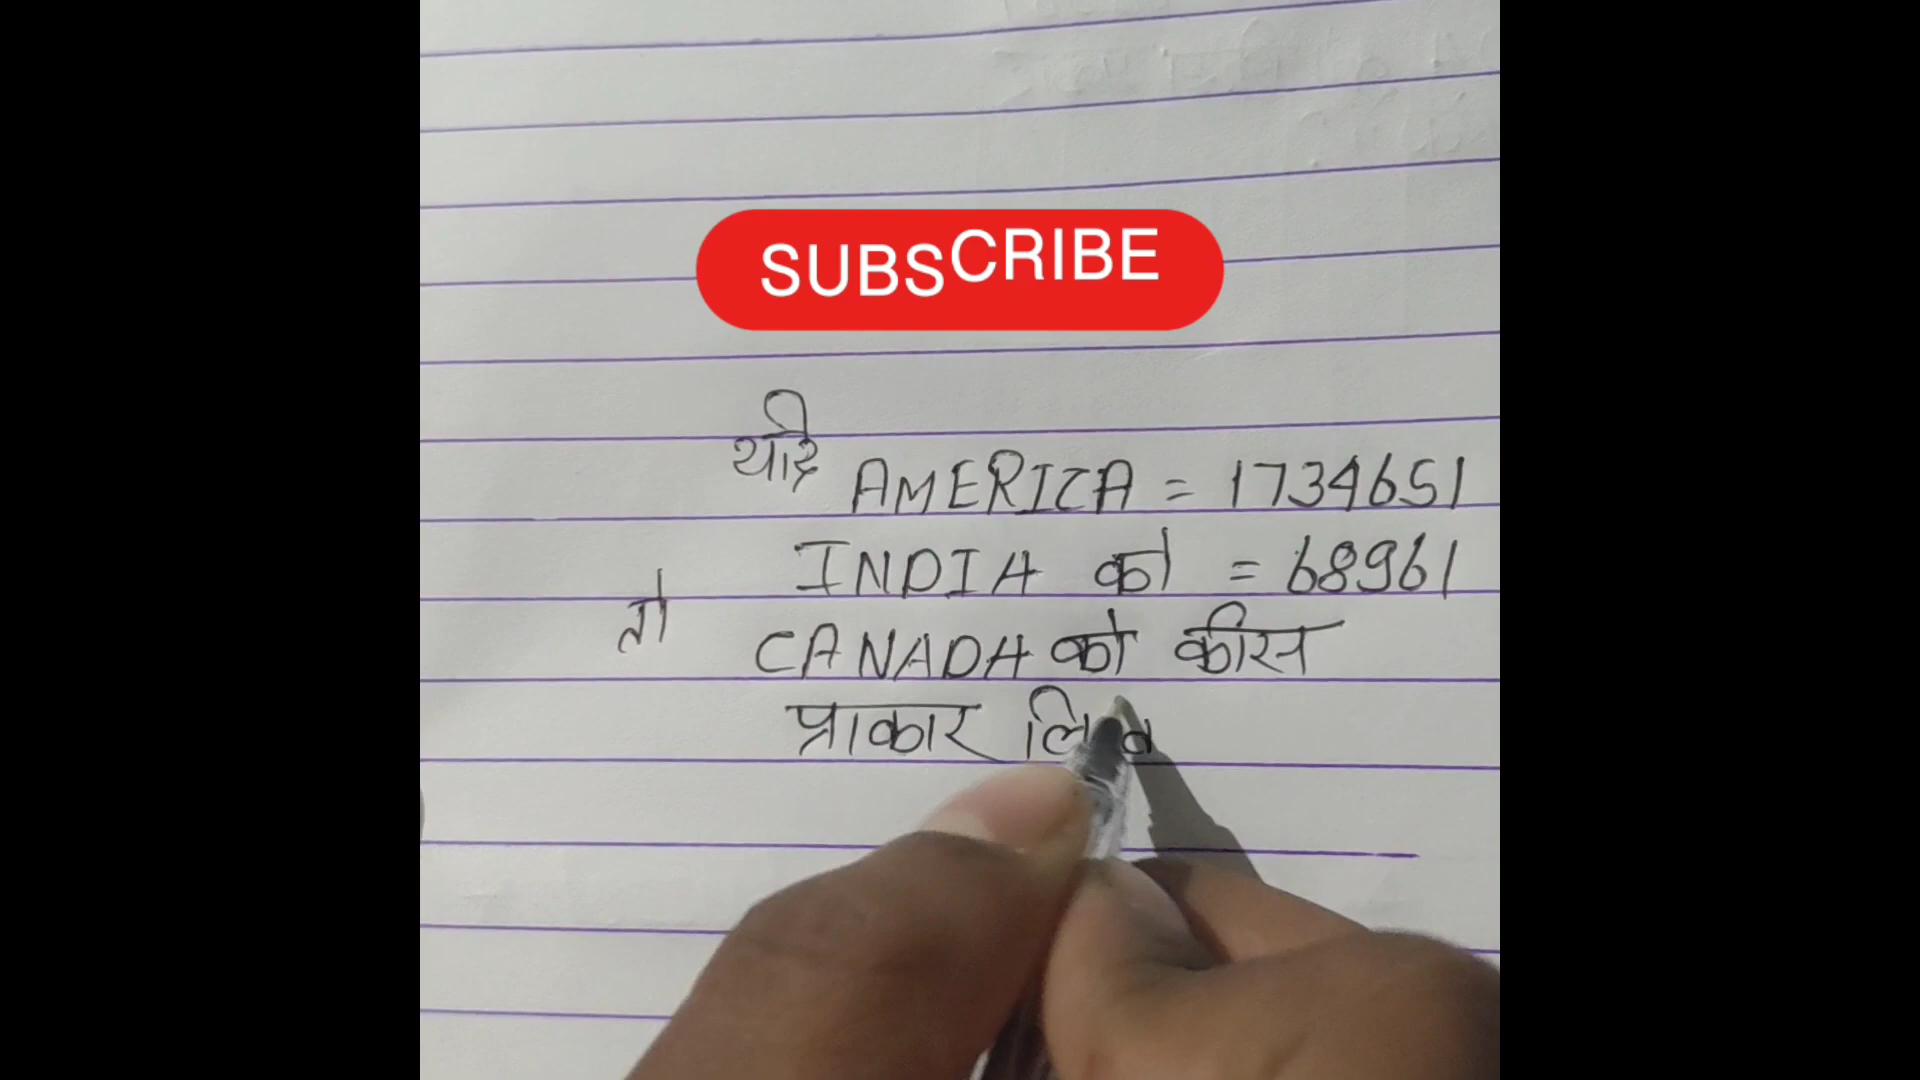 SUBSCRIBE
यदि AMERICA = 1734651
INDIA को = 68961
तो CANADA को कीस
प्राकार